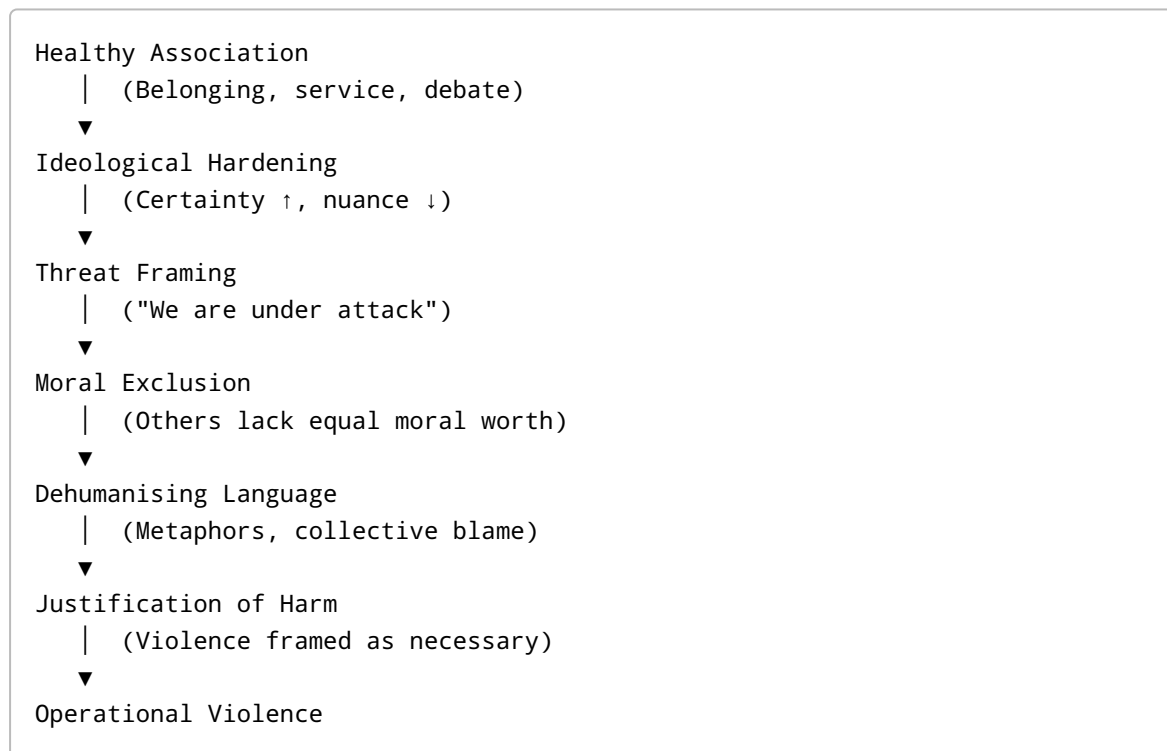 Healthy Association
│ (Belonging, service, debate)
▼
Ideological Hardening
│ (Certainty ↑, nuance ↓)
▼
Threat Framing
│ ("We are under attack")
▼
Moral Exclusion
│ (Others lack equal moral worth)
▼
Dehumanising Language
│ (Metaphors, collective blame)
▼
Justification of Harm
│ (Violence framed as necessary)
▼
Operational Violence